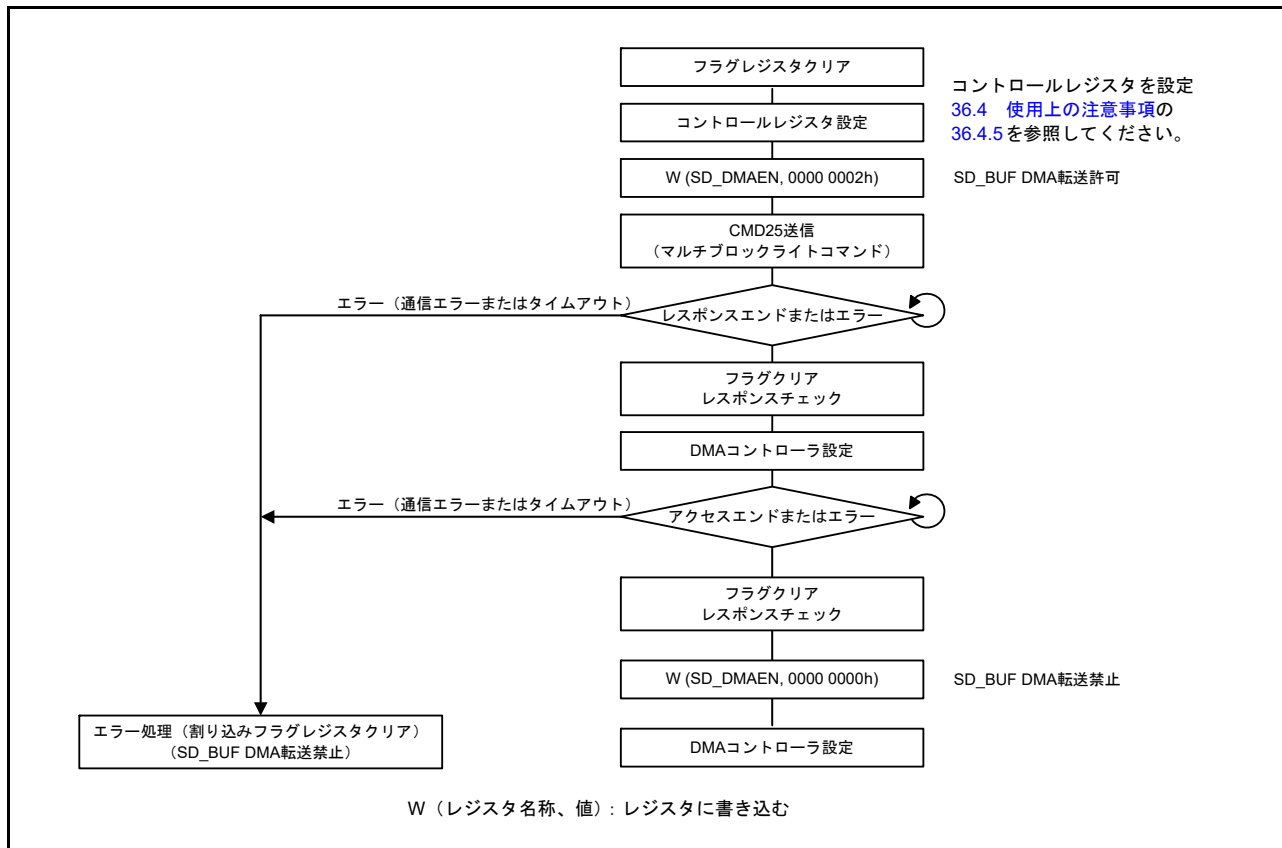 フラグレジスタクリア
コントロールレジスタを設定
36.4 使用上の注意事項の
36.4.5を参照してください。
コントロールレジスタ設定
W (SD_DMAEN, 0000 0002h)
SD_BUF DMA転送許可
CMD25送信
（マルチブロックライトコマンド）
エラー（通信エラーまたはタイムアウト）
レスポンスエンドまたはエラー
フラグクリア
レスポンスチェック
DMAコントローラ設定
エラー（通信エラーまたはタイムアウト）
アクセスエンドまたはエラー
フラグクリア
レスポンスチェック
W (SD_DMAEN, 0000 0000h)
SD_BUF DMA転送禁止
エラー処理（割り込みフラグレジスタクリア）
（SD_BUF DMA転送禁止）
DMAコントローラ設定
W（レジスタ名称、値）: レジスタに書き込む